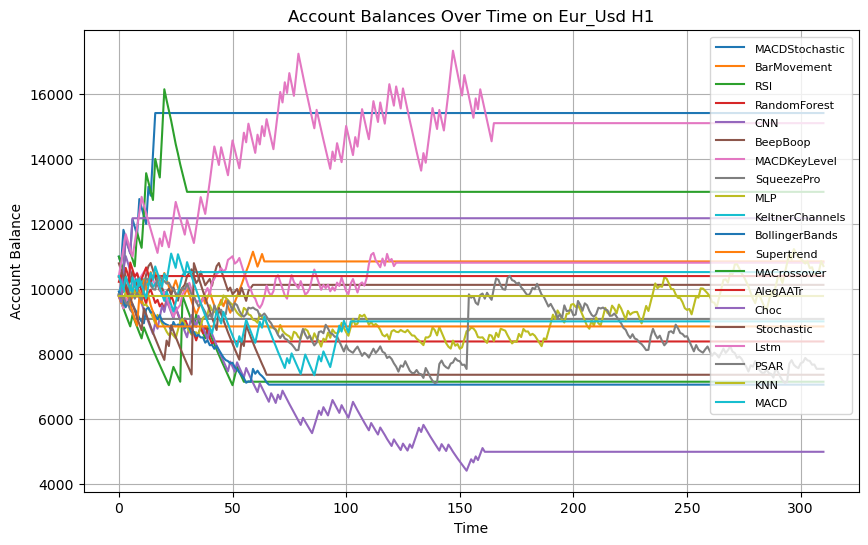 Account Balances Over Time on Eur_Usd H1
Account Balance
16000
14000
12000
10000
8000
6000
4000
MACDStochastic
BarMovement
RSI
RandomForest
CNN
BeepBoop
MACDKeyLevel
SqueezePro
MLP
KeltnerChannels
BollingerBands
Supertrend
MACrossover
AlegAATr
Choc
Stochastic
Lstm
PSAR
KNN
MACD
0 50 100 150 200 250 300
Time